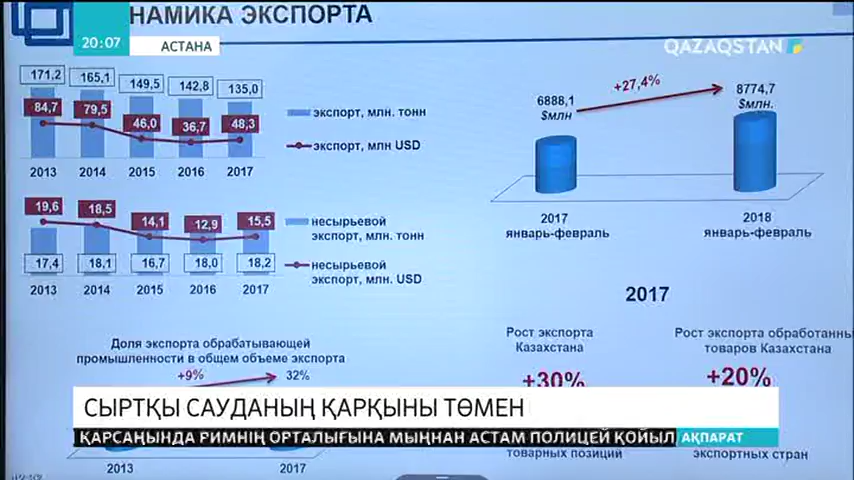 НАМИКА ЭКСПОРТА
20:07
АСТАНА
QAZAQSTAN
171,2 165,1 149,5 142,8 135,0
84,7 79,5 46,0 36,7 48,3
2013 2014 2015 2016 2017
экспорт, млн. тонн
экспорт, млн USD
+27,4%
6888,1
$млн
8774,7
$млн.
2017
январь-февраль
2018
январь-февраль
19,6 18,5 14,1 12,9 15,5
17,4 18,1 16,7 18,0 18,2
2013 2014 2015 2016 2017
несырьевой
экспорт, млн. тонн
несырьевой
экспорт, млн. USD
2017
Доля экспорта обрабатывающей
промышленности в общем объеме экспорта
+9% 32%
2013 2017
Рост экспорта
Казахстана
+30%
товарных позиций
Рост экспорта обработанн
товаров Казахстана
+20%
экспортных стран
СЫРТҚЫ САУДАНЫҢ ҚАРҚЫНЫ ТӨМЕН
ҚАРСАҢЫНДА РИМНІҢ ОРТАЛЫҒЫНА МЫҢНАН АСТАМ ПОЛИЦЕЙ ҚОЙЫЛ
АҚПАРАТ